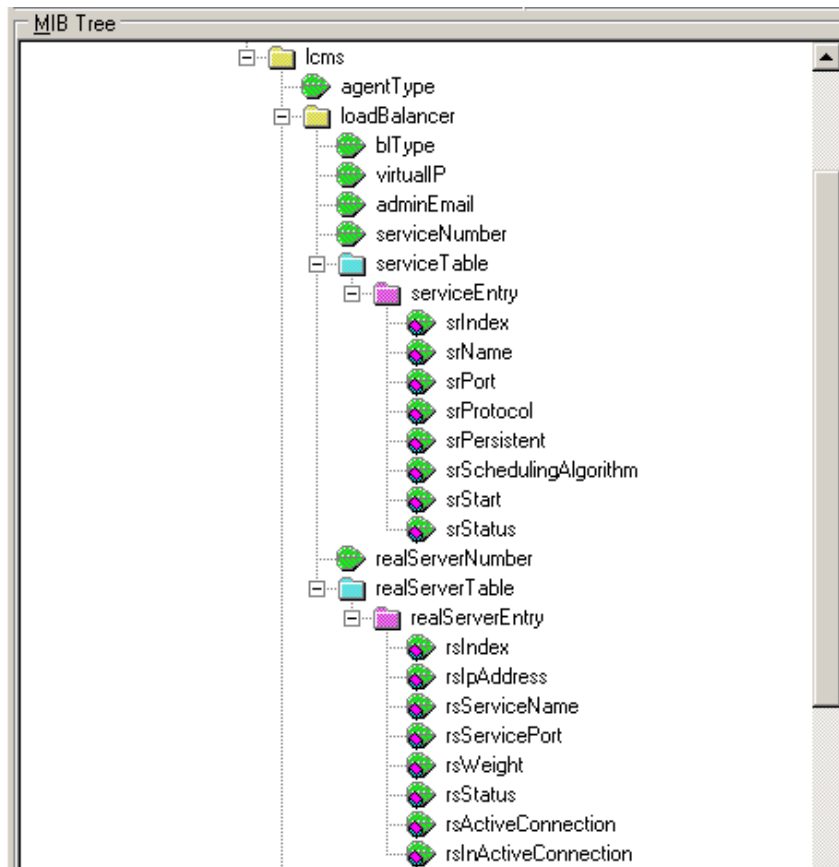 MIB Tree
lcms
agentType
loadBalancer
blType
virtualIP
adminEmail
serviceNumber
serviceTable
serviceEntry
srIndex
srName
srPort
srProtocol
srPersistent
srSchedulingAlgorithm
srStart
srStatus
realServerNumber
realServerTable
realServerEntry
rsIndex
rsIpAddress
rsServiceName
rsServicePort
rsWeight
rsStatus
rsActiveConnection
rsInActiveConnection